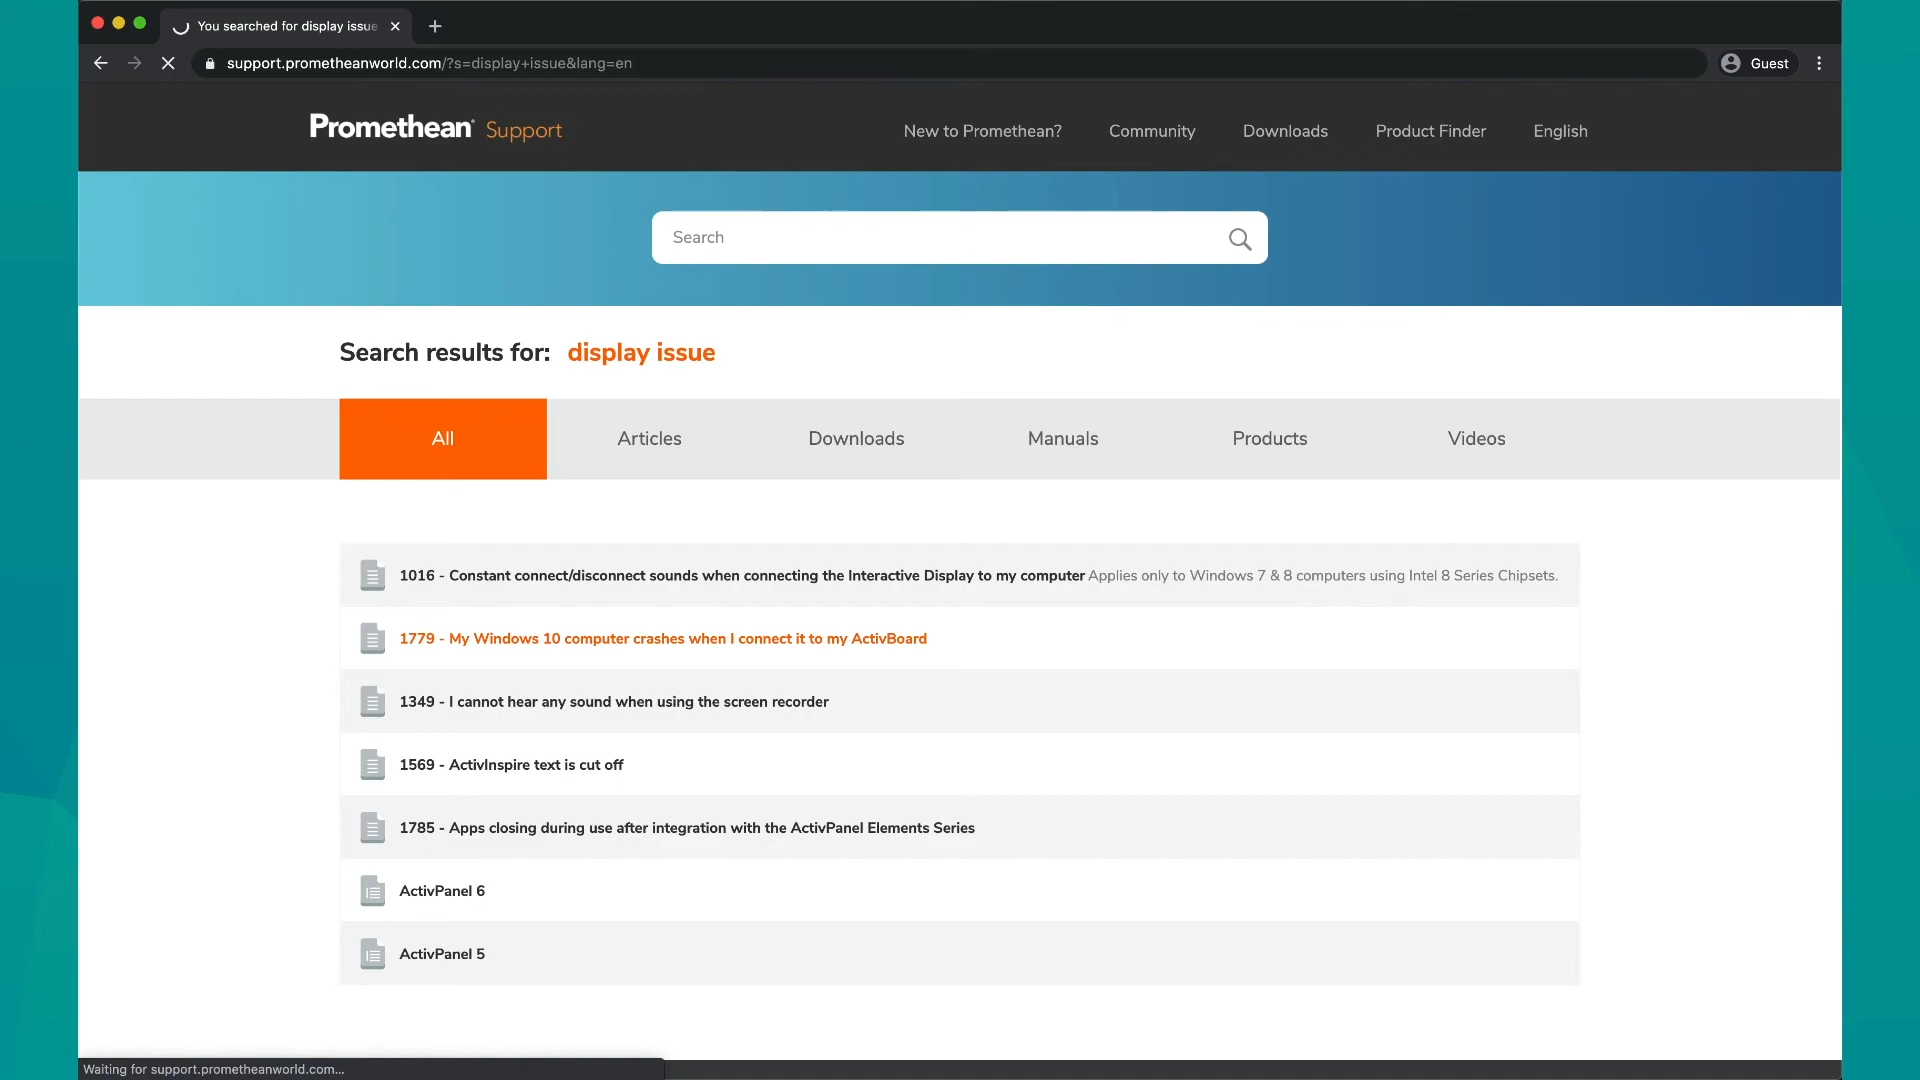 You searched for display issue
support.prometheanworld.com/?s=display+issue&lang=en
Guest
Promethean Support
New to Promethean?
Community
Downloads
Product Finder
English
Search
Search results for: display issue
All
Articles
Downloads
Manuals
Products
Videos
1016 - Constant connect/disconnect sounds when connecting the Interactive Display to my computer Applies only to Windows 7 & 8 computers using Intel 8 Series Chipsets.
1779 - My Windows 10 computer crashes when I connect it to my ActivBoard
1349 - I cannot hear any sound when using the screen recorder
1569 - ActivInspire text is cut off
1785 - Apps closing during use after integration with the ActivPanel Elements Series
ActivPanel 6
ActivPanel 5
Waiting for support.prometheanworld.com...